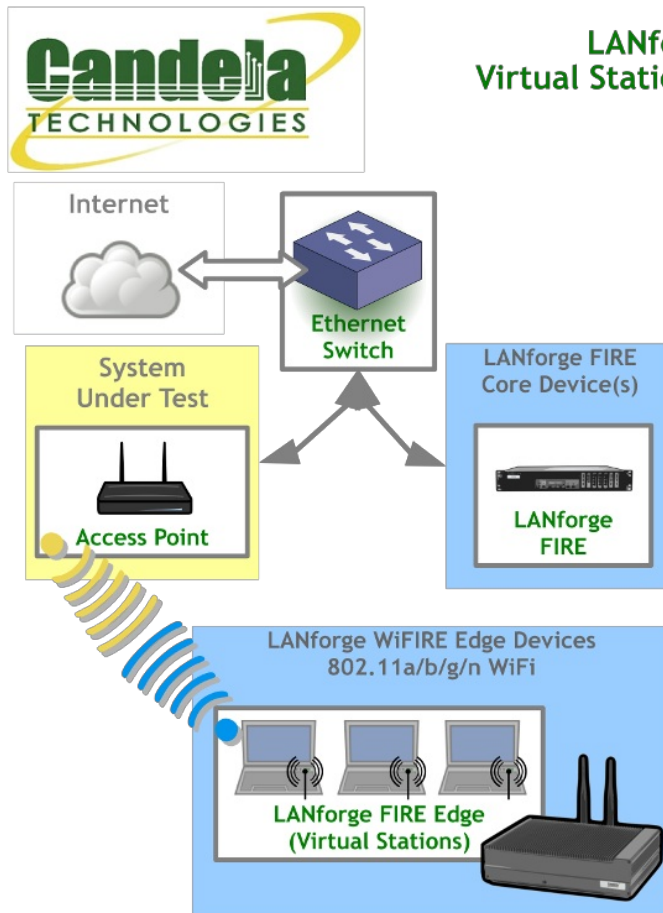 Candela
TECHNOLOGIES
Virtual
Internet
Ethernet
Switch
System
Under Test
LANforge FIRE
Core Device(s)
Access Point
LANforge
FIRE
LANforge WiFIRE Edge Devices
802.11a/b/g/n WiFi
LANforge FIRE Edge
(Virtual Stations)